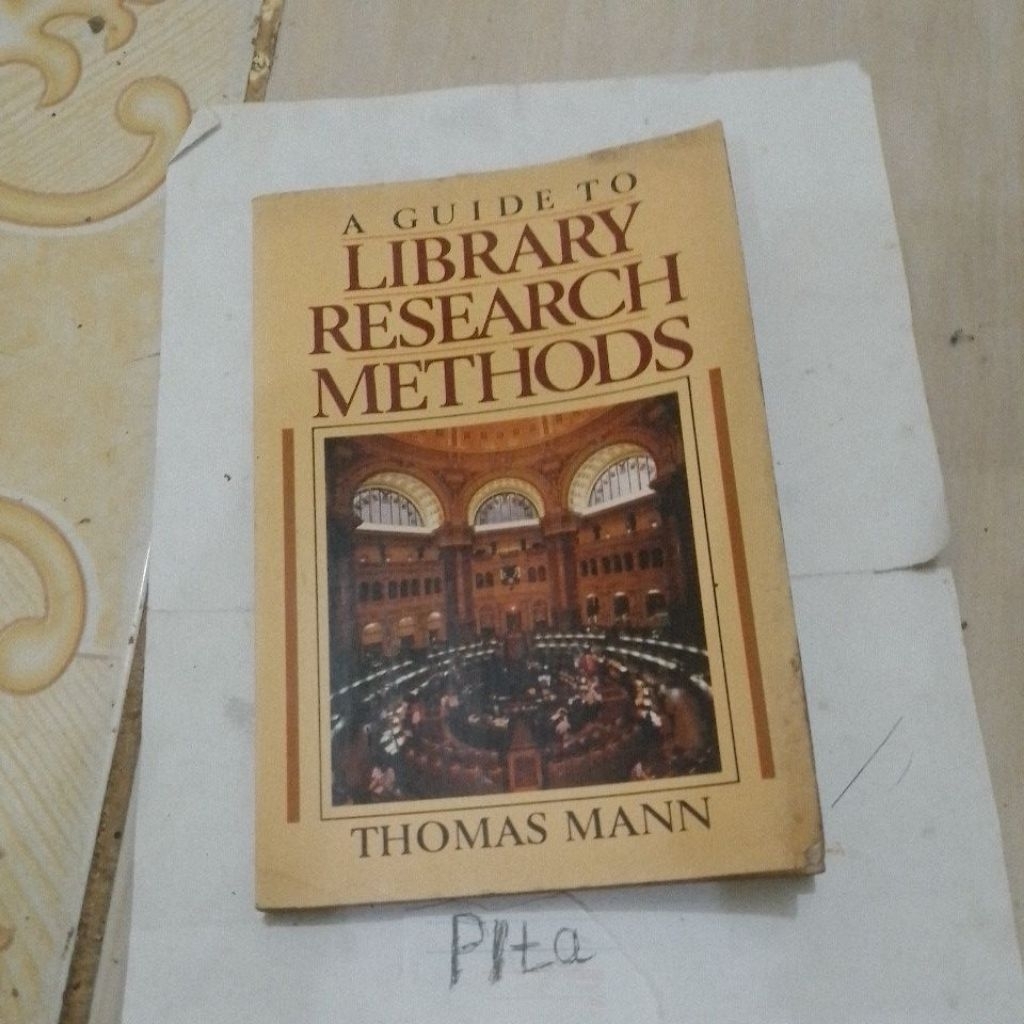 A GUIDE TO
LIBRARY
RESEARCH
METHODS
THOMAS MANN
PIta